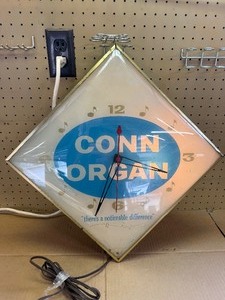 12
CONN
ORGAN
3
6
"there's a noticeable difference"